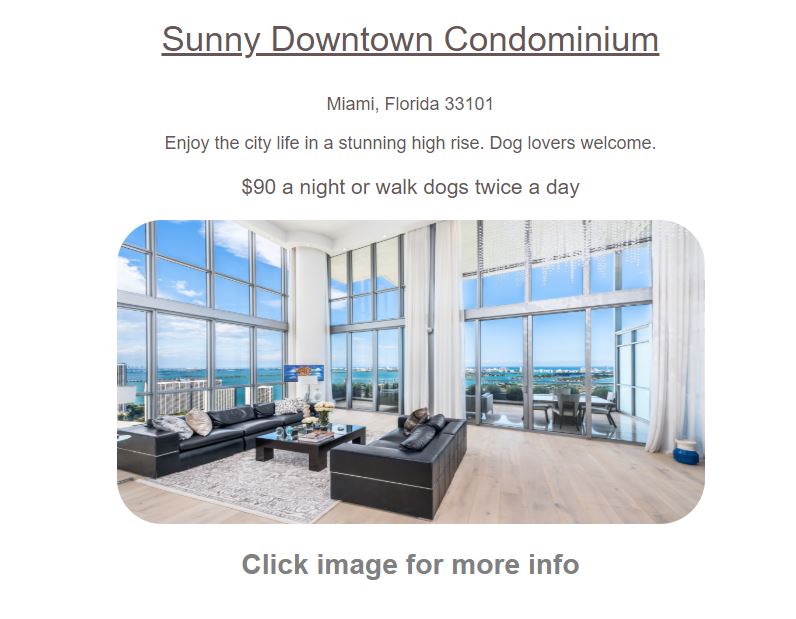 Sunny Downtown Condominium
Miami, Florida 33101
Enjoy the city life in a stunning high rise. Dog lovers welcome.
$90 a night or walk dogs twice a day
Click image for more info